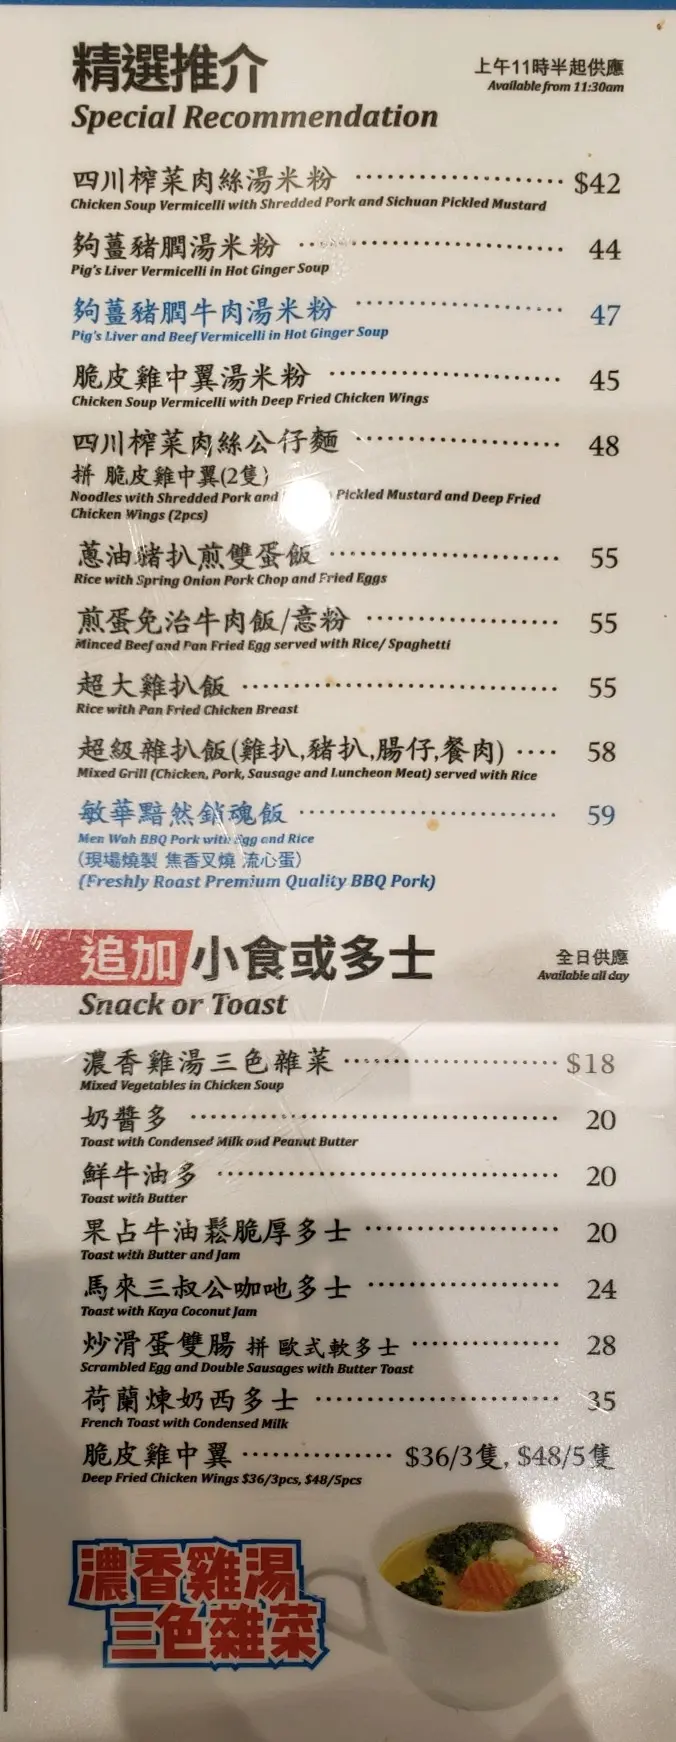 精選推介
上午11時半起供應
Special Recommendation
Available from 11:30am
四川榨菜肉絲湯米粉 $42
Chicken Soup Vermicelli with Shredded Pork and Sichuan Pickled Mustard
夠薑豬膶湯米粉 44
Pig's Liver Vermicelli in Hot Ginger Soup
夠薑豬膶牛肉湯米粉 47
Pig's Liver and Beef Vermicelli in Hot Ginger Soup
脆皮雞中翼湯米粉 45
Chicken Soup Vermicelli with Deep Fried Chicken Wings
四川榨菜肉絲公仔麵 48
拼 脆皮雞中翼(2隻)
Noodles with Shredded Pork and Pickled Mustard and Deep Fried
Chicken Wings (2pcs)
蔥油豬扒煎雙蛋飯 55
Rice with Spring Onion Pork Chop and Fried Eggs
煎蛋免治牛肉飯/意粉 55
Minced Beef and Pan Fried Egg served with Rice/ Spaghetti
超大雞扒飯 55
Rice with Pan Fried Chicken Breast
超級雜扒飯(雞扒,豬扒,腸仔,餐肉) 58
Mixed Grill (Chicken, Pork, Sausage and Luncheon Meat) served with Rice
敏華黯然銷魂飯 59
Men Wah BBQ Pork with Egg and Rice
(現場燒製 焦香叉燒 流心蛋)
(Freshly Roast Premium Quality BBQ Pork)
追加 小食或多士
全日供應
Snack or Toast
Available all day
濃香雞湯三色雜菜 $18
Mixed Vegetables in Chicken Soup
奶醬多 20
Toast with Condensed Milk and Peanut Butter
鮮牛油多 20
Toast with Butter
果占牛油鬆脆厚多士 20
Toast with Butter and Jam
馬來三叔公咖吔多士 24
Toast with Kaya Coconut Jam
炒滑蛋雙腸 拼 歐式軟多士 28
Scrambled Egg and Double Sausages with Butter Toast
荷蘭煉奶西多士 35
French Toast with Condensed Milk
脆皮雞中翼 $36/3隻, $48/5隻
Deep Fried Chicken Wings $36/3pcs, $48/5pcs
濃香雞湯
三色雜菜